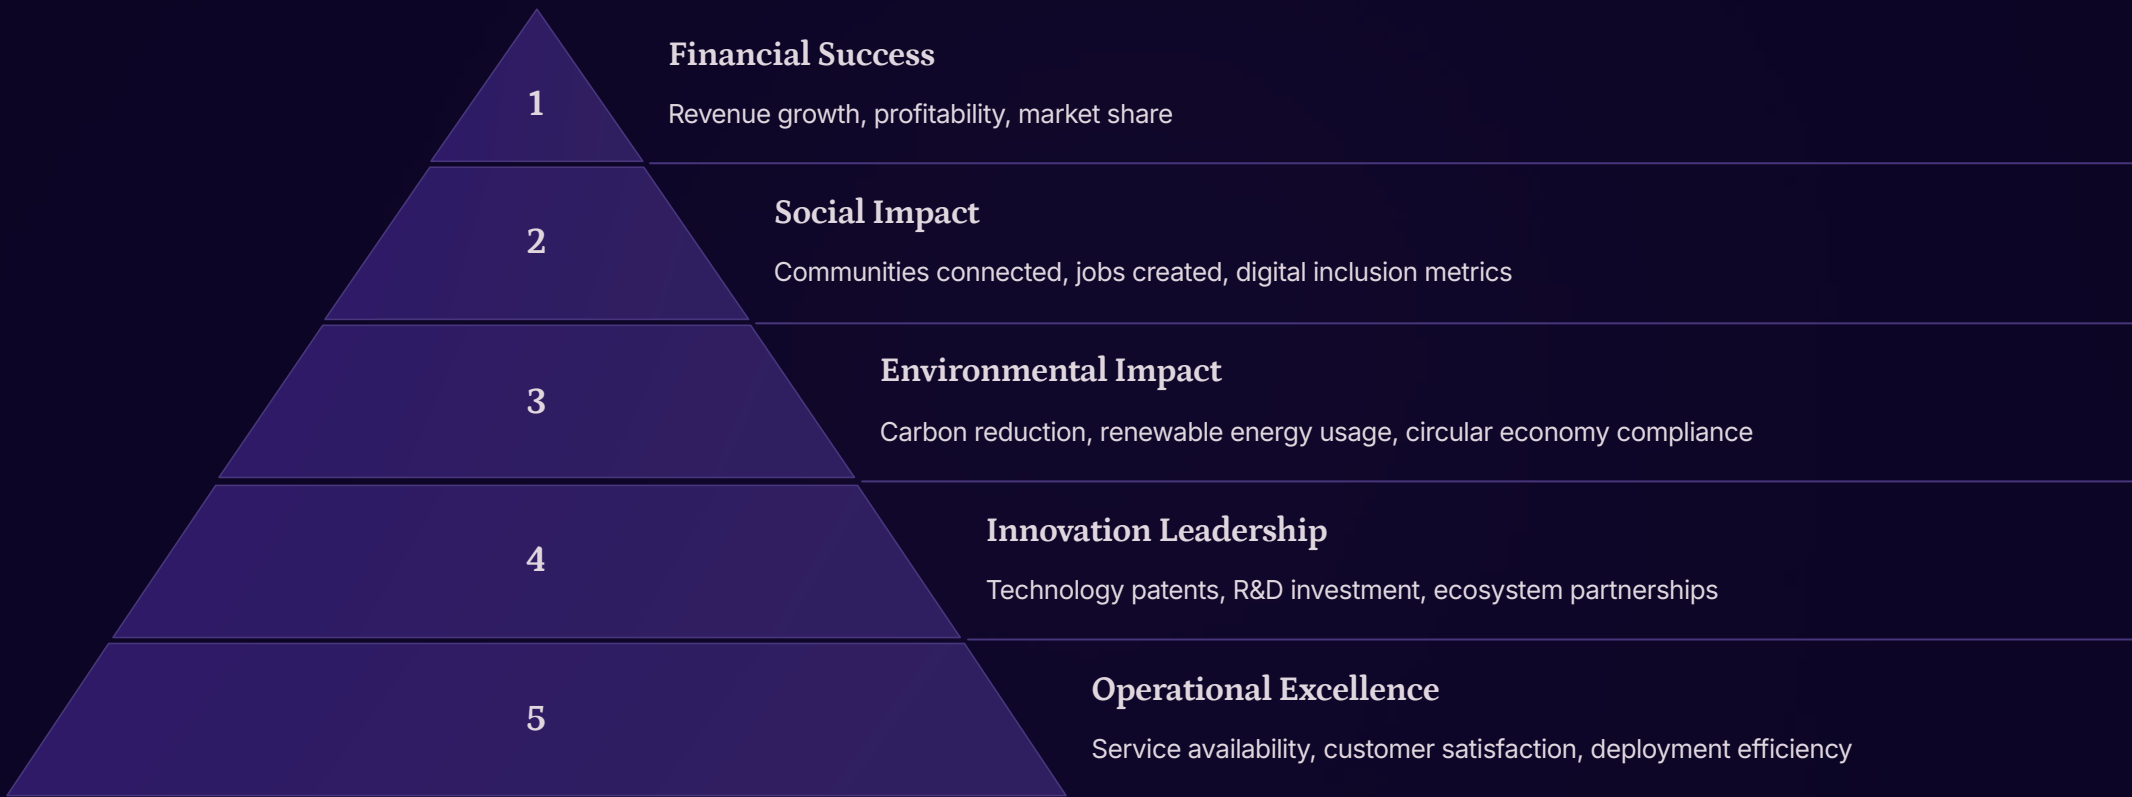 1
Financial Success
Revenue growth, profitability, market share
2
Social Impact
Communities connected, jobs created, digital inclusion metrics
3
Environmental Impact
Carbon reduction, renewable energy usage, circular economy compliance
4
Innovation Leadership
Technology patents, R&D investment, ecosystem partnerships
5
Operational Excellence
Service availability, customer satisfaction, deployment efficiency